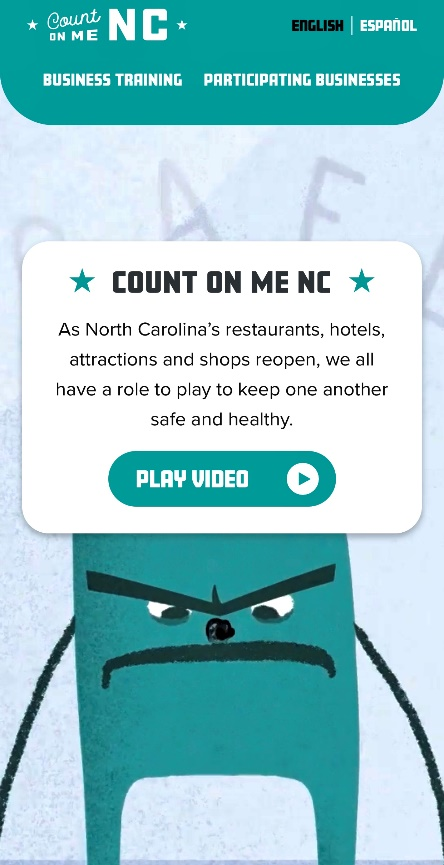 Count
ON ME NC
ENGLISH | ESPAÑOL
BUSINESS TRAINING PARTICIPATING BUSINESSES
COUNT ON ME NC
As North Carolina’s restaurants, hotels,
attractions and shops reopen, we all
have a role to play to keep one another
safe and healthy.
PLAY VIDEO